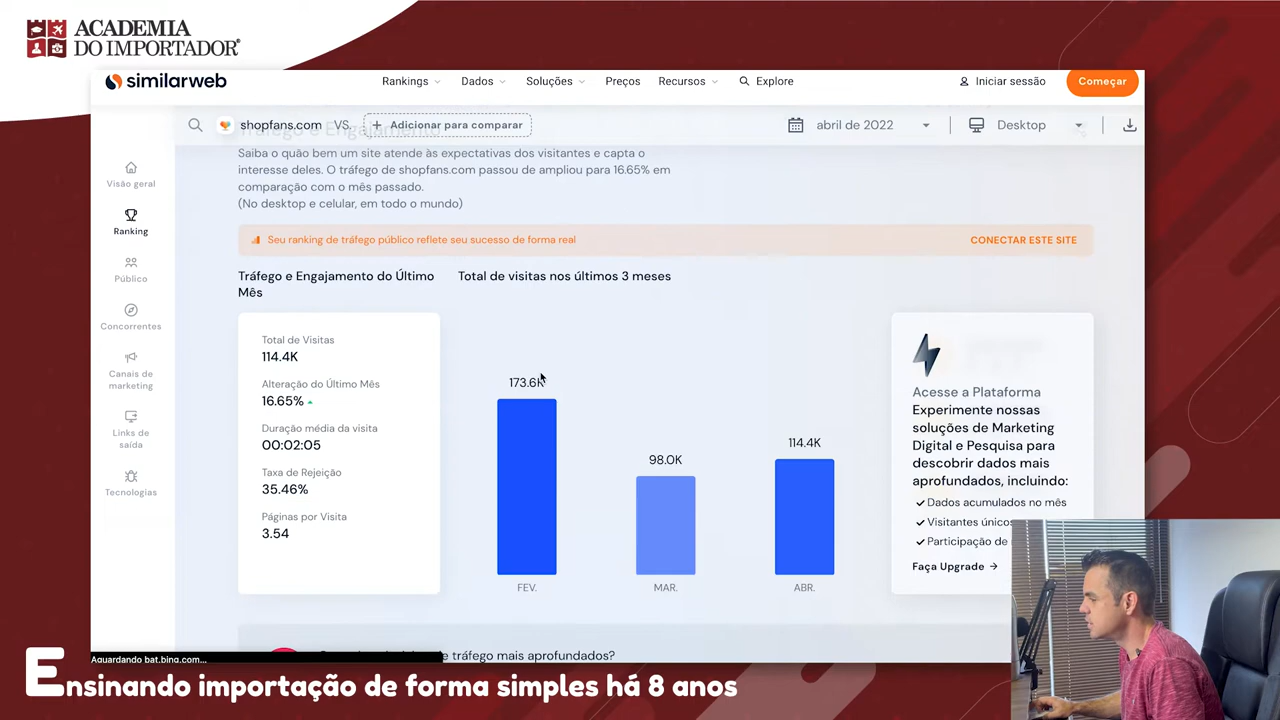 ACADEMIA
DO IMPORTADOR®
similarweb
Rankings
Dados
Soluções
Preços
Recursos
Explore
Iniciar sessão
Começar
shopfans.com
VS.
+ Adicionar para comparar
abril de 2022
Desktop
Saiba o quão bem um site atende às expectativas dos visitantes e capta o
interesse deles. O tráfego de shopfans.com passou de ampliou para 16.65% em
comparação com o mês passado.
(No desktop e celular, em todo o mundo)
Visão geral
Ranking
Público
Concorrentes
Canais de
marketing
Links de
saída
Tecnologias
Seu ranking de tráfego público reflete seu sucesso de forma real
CONECTAR ESTE SITE
Tráfego e Engajamento do Último
Mês
Total de Visitas
114.4K
Alteração do Último Mês
16.65%
Duração média da visita
00:02:05
Taxa de Rejeição
35.46%
Páginas por Visita
3.54
Total de visitas nos últimos 3 meses
173.6K
98.0K
114.4K
FEV.
MAR.
ABR.
Acesse a Plataforma
Experimente nossas
soluções de Marketing
Digital e Pesquisa para
descobrir dados mais
aprofundados, incluindo:
Dados acumulados no mês
Visitantes únicos
Participação de
Faça Upgrade →
tráfego mais aprofundados?
Aguardando bat.bing.com...
Ensinando importação de forma simples há 8 anos